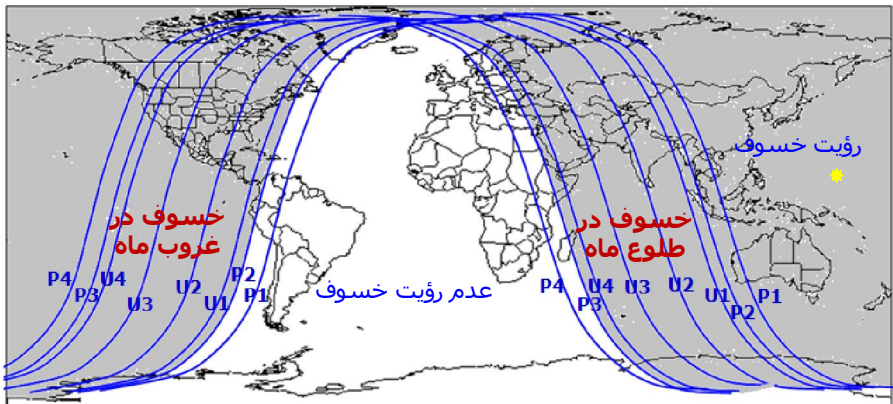 رؤیت خسوف
خسوف در
طلوع ماه
خسوف در
غروب ماه
عدم رؤیت خسوف
P4
P3
U4
U3
U2
U1
P2
P1
P4
P3
U4
U3
U2
U1
P2
P1